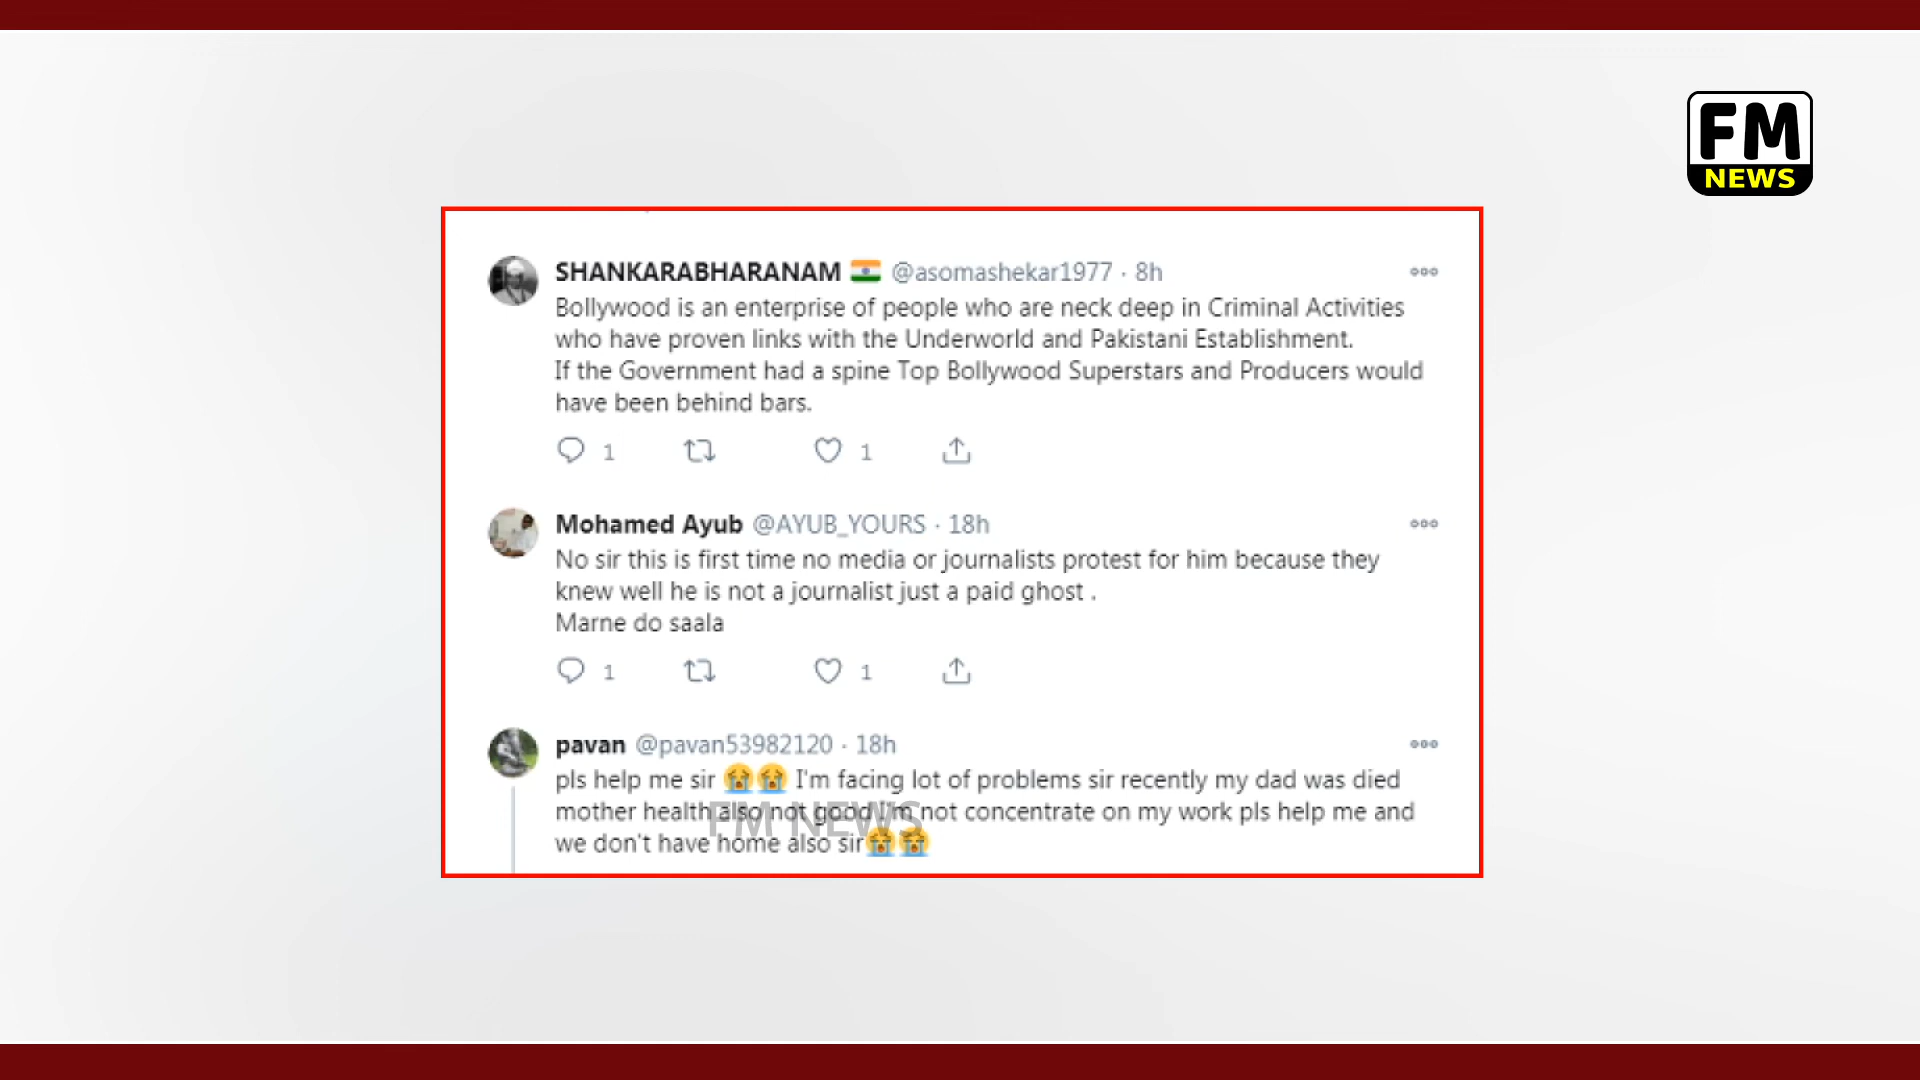 FM
NEWS
SHANKARABHARANAM 🇮🇳 @asomashekar1977 · 8h
Bollywood is an enterprise of people who are neck deep in Criminal Activities
who have proven links with the Underworld and Pakistani Establishment.
If the Government had a spine Top Bollywood Superstars and Producers would
have been behind bars.
1 1
Mohamed Ayub @AYUB_YOURS · 18h
No sir this is first time no media or journalists protest for him because they
knew well he is not a journalist just a paid ghost .
Marne do saala
1 1
pavan @pavan53982120 · 18h
pls help me sir 😭😭 I'm facing lot of problems sir recently my dad was died
mother health also not good I'm not concentrate on my work pls help me and
we don't have home also sir😭😭
FM NEWS